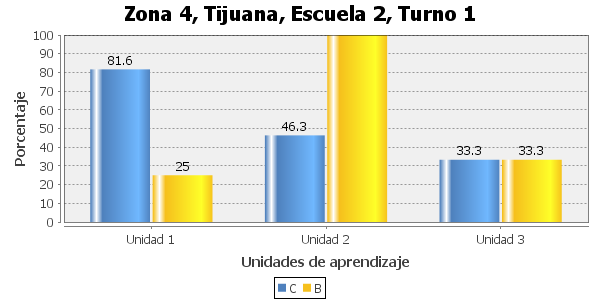 Zona 4, Tijuana, Escuela 2, Turno 1
Porcentaje
100
90
80
70
60
50
40
30
20
10
0
81.6
25
46.3
33.3
33.3
Unidad 1
Unidad 2
Unidad 3
Unidades de aprendizaje
C
B